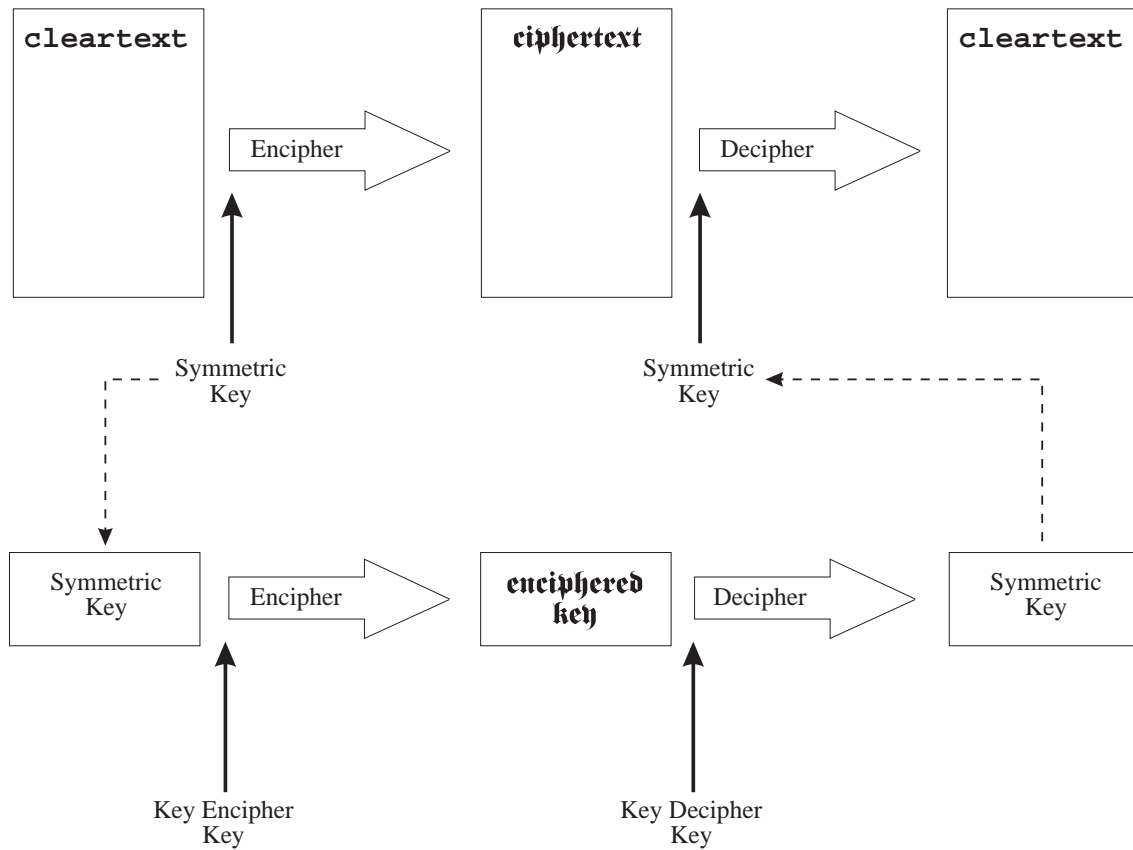 cleartext
ciphertext
cleartext
Encipher
Decipher
Symmetric
Key
Symmetric
Key
Symmetric
Key
Encipher
enciphered
key
Decipher
Symmetric
Key
Key Encipher
Key
Key Decipher
Key